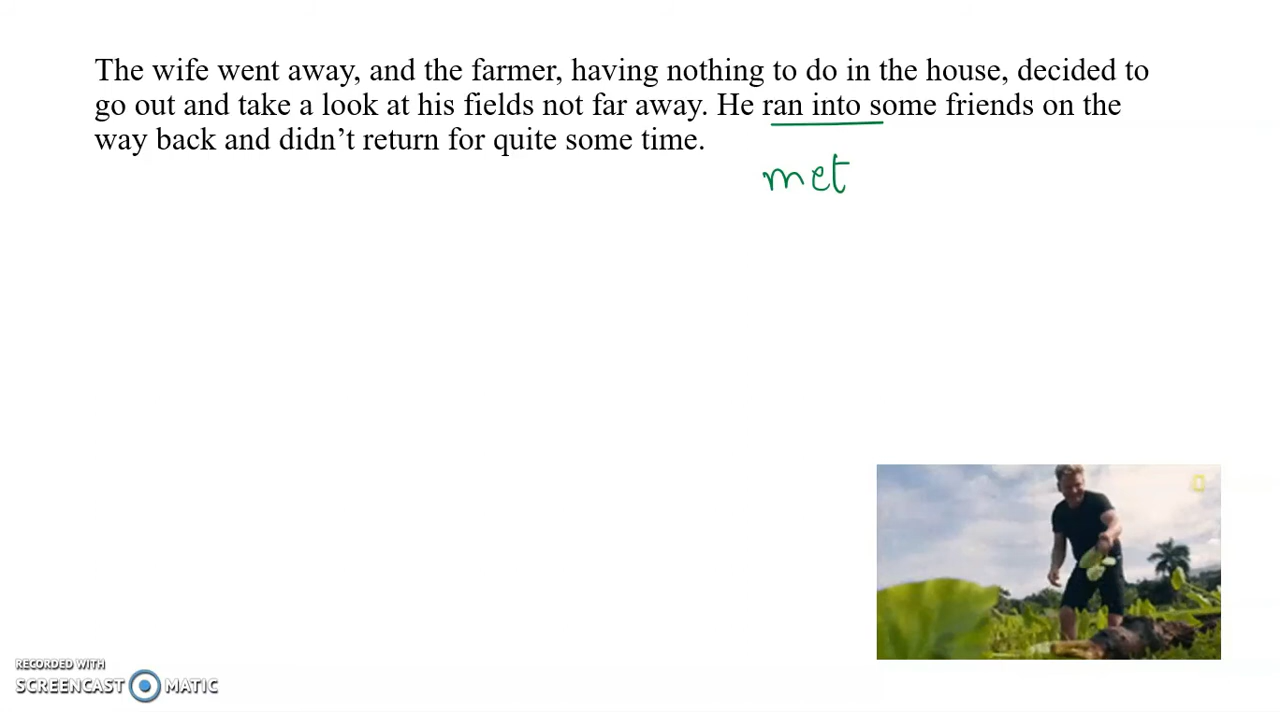 The wife went away, and the farmer, having nothing to do in the house, decided to
go out and take a look at his fields not far away. He ran into some friends on the
way back and didn’t return for quite some time.
met
RECORDED WITH
SCREENCAST MATIC